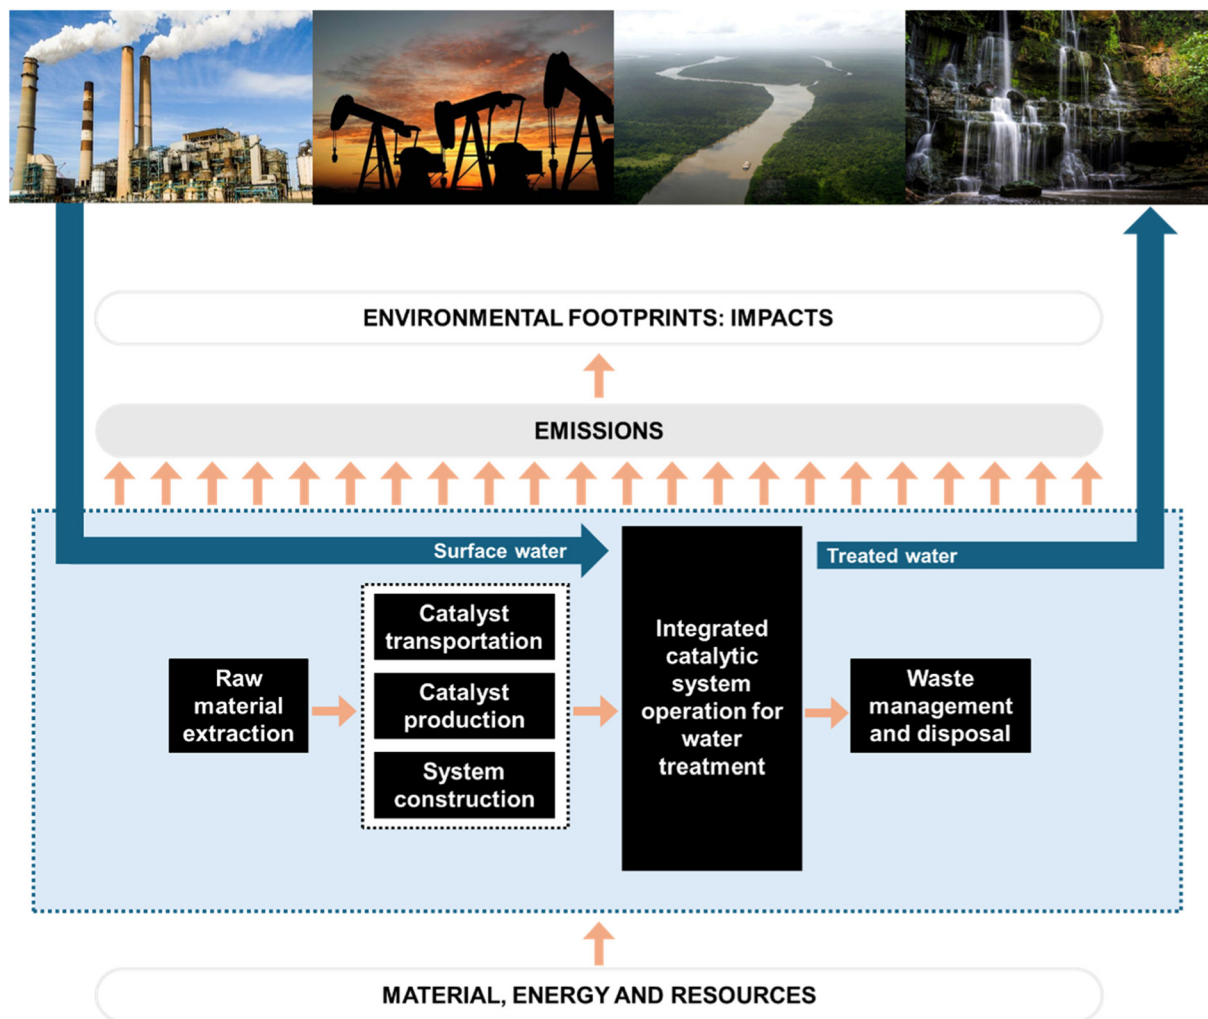 ENVIRONMENTAL FOOTPRINTS: IMPACTS
EMISSIONS
Surface water
Treated water
Raw
material
extraction
Catalyst
transportation
Catalyst
production
System
construction
Integrated
catalytic
system
operation for
water
treatment
Waste
management
and disposal
MATERIAL, ENERGY AND RESOURCES